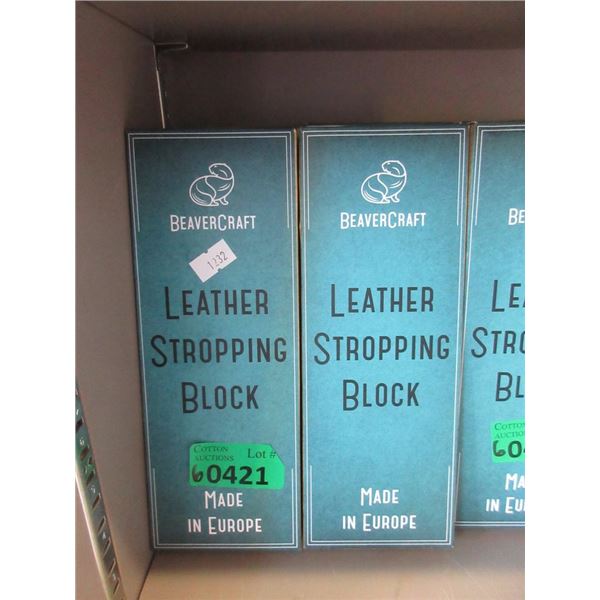 BEAVERCRAFT
1232
LEATHER
STROPPING
BLOCK
COTTON
AUCTIONS
Lot #
60421
MADE
IN EUROPE
BEAVERCRAFT
LEATHER
STROPPING
BLOCK
MADE
IN EUROPE